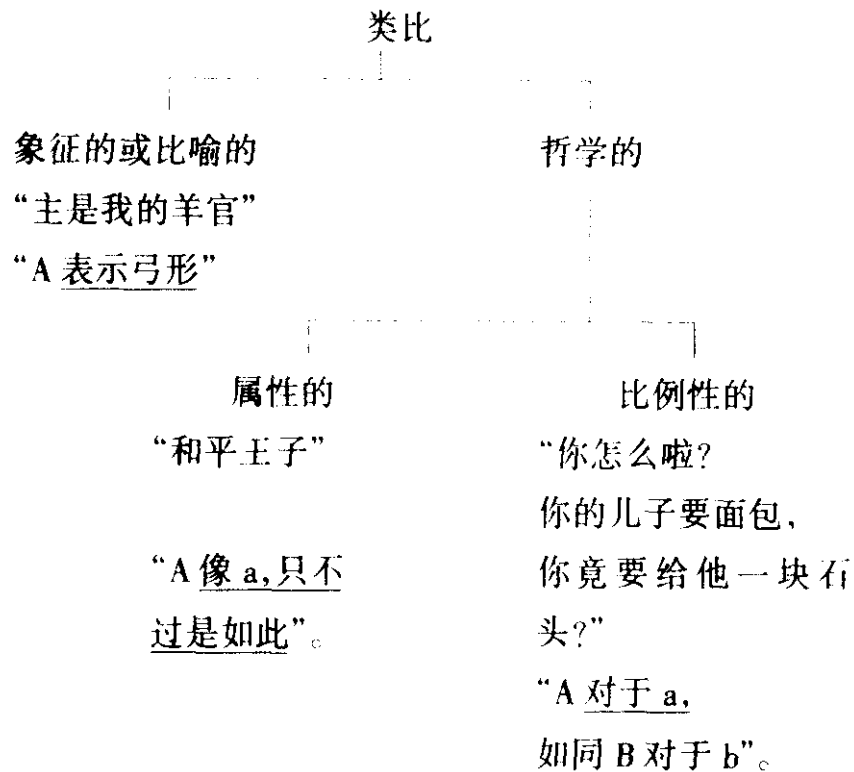 类比
象征的或比喻的
“主是我的羊官”
“A 表示弓形”
哲学的
属性的
“和平王子”
“A 像 a,只不
过是如此”。
比例性的
“你怎么啦?
你的儿子要面包,
你竟要给他一块石
头?”
“A 对于 a,
如同 B 对于 b”。